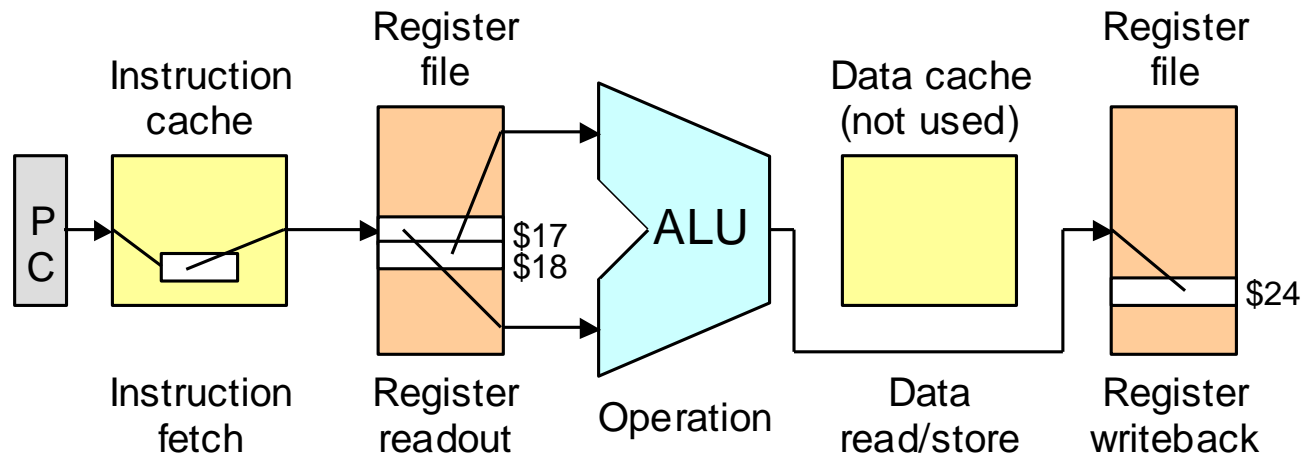 Instruction
cache
Register
file
Data cache
(not used)
Register
file
P
C
$17
$18
ALU
$24
Instruction
fetch
Register
readout
Operation
Data
read/store
Register
writeback